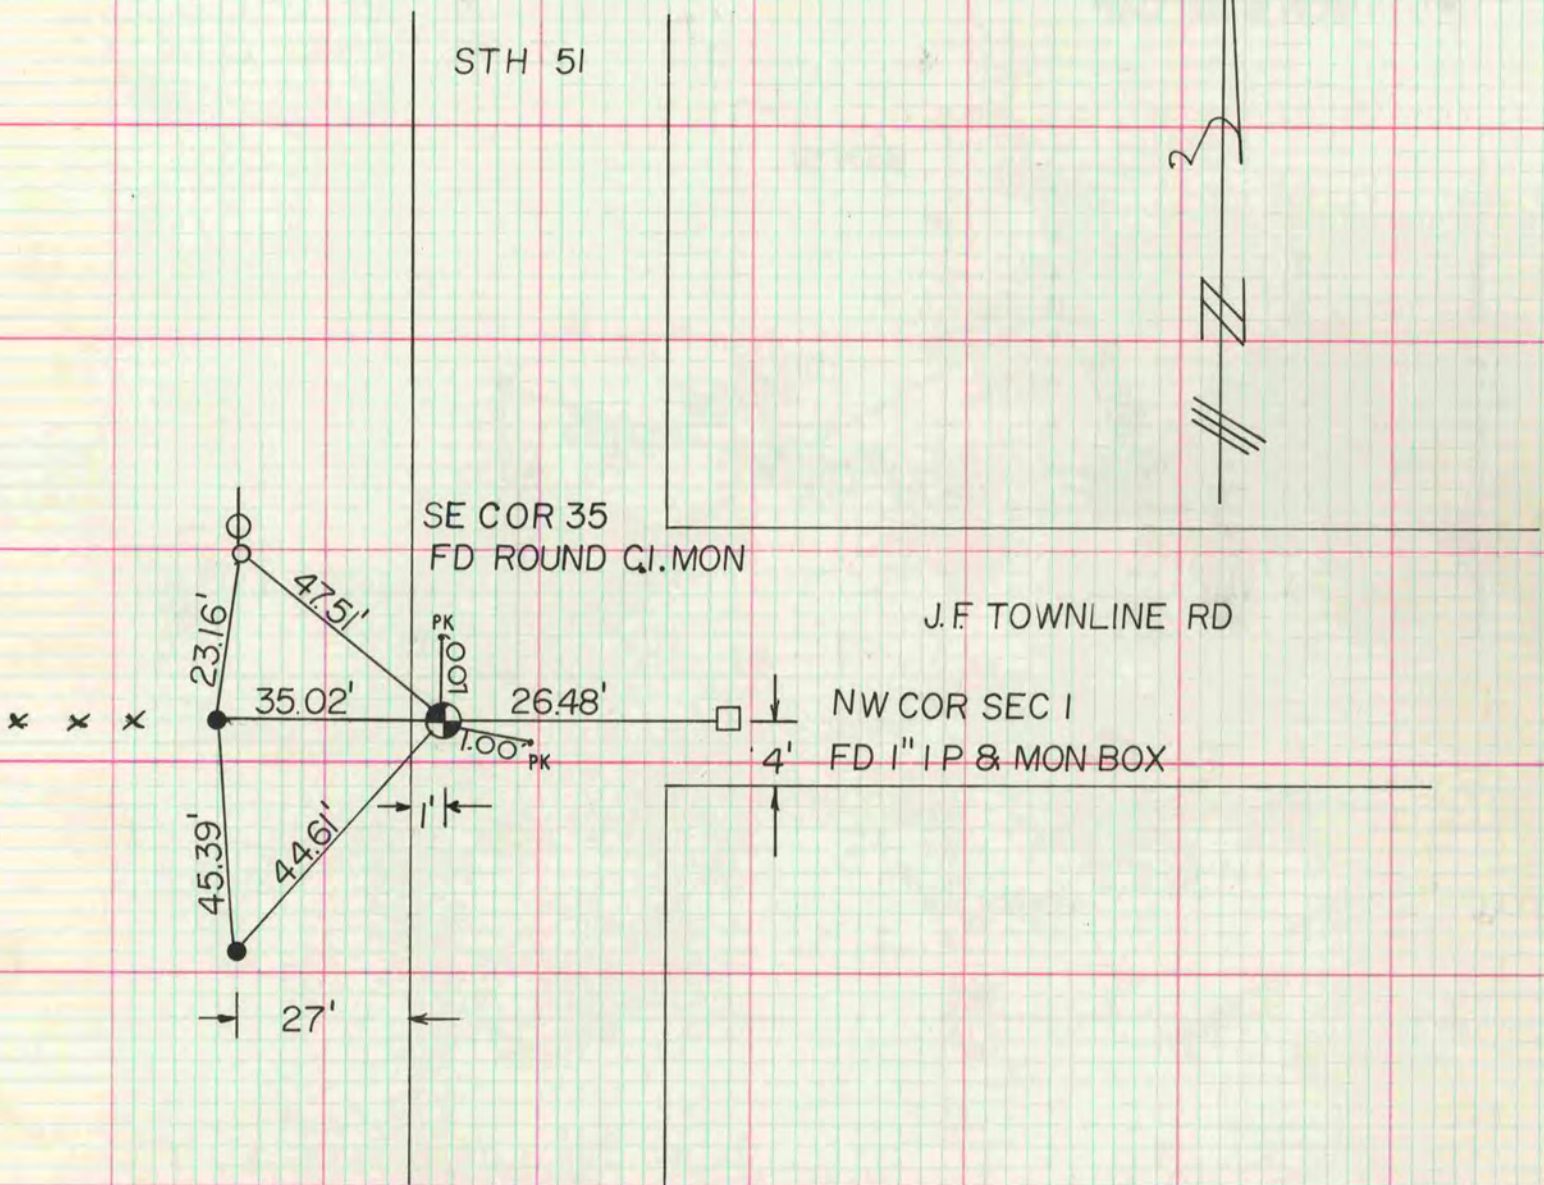 STH 51
2
N
SE COR 35
FD ROUND C.I. MON
47.51'
J.F. TOWNLINE RD
23.16'
PK
1.00'
35.02'
26.48'
NW COR SEC 1
x x x
1.00'
PK
4'
FD 1" I P & MON BOX
1'
45.39'
44.61'
27'